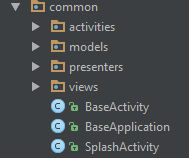 common
activities
models
presenters
views
BaseActivity
BaseApplication
SplashActivity